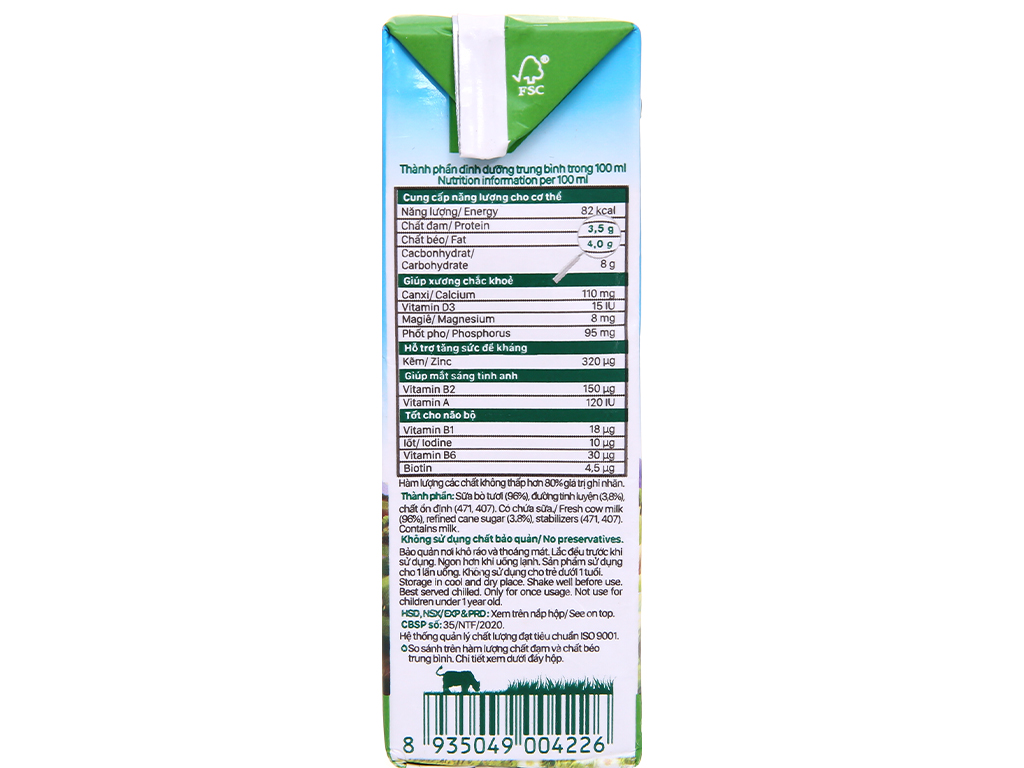 FSC
Thành phần dinh dưỡng trung bình trong 100 ml
Nutrition information per 100 ml
Cung cấp năng lượng cho cơ thể
Năng lượng/ Energy 82 kcal
Chất đạm/ Protein 3,5 g
Chất béo/ Fat 4,0 g
Cacbonhydrat/
Carbohydrate 8 g
Giúp xương chắc khoẻ
Canxi/ Calcium 110 mg
Vitamin D3 15 IU
Magiê/ Magnesium 8 mg
Phốt pho/ Phosphorus 95 mg
Hỗ trợ tăng sức đề kháng
Kẽm/ Zinc 320 µg
Giúp mắt sáng tinh anh
Vitamin B2 150 µg
Vitamin A 120 IU
Tốt cho não bộ
Vitamin B1 18 µg
Iốt/ Iodine 10 µg
Vitamin B6 30 µg
Biotin 4,5 µg
Hàm lượng các chất không thấp hơn 80% giá trị ghi nhãn.
Thành phần: Sữa bò tươi (96%), đường tinh luyện (3,8%),
chất ổn định (471, 407). Có chứa sữa./ Fresh cow milk
(96%), refined cane sugar (3.8%), stabilizers (471, 407).
Contains milk.
Không sử dụng chất bảo quản/ No preservatives.
Bảo quản nơi khô ráo và thoáng mát. Lắc đều trước khi
sử dụng. Ngon hơn khi uống lạnh. Sản phẩm sử dụng
cho 1 lần uống. Không sử dụng cho trẻ dưới 1 tuổi.
Storage in cool and dry place. Shake well before use.
Best served chilled. Only for once usage. Not use for
children under 1 year old.
HSD, NSX/ EXP & PRD: Xem trên nắp hộp/ See on top.
CBSP số: 35/NTF/2020.
Hệ thống quản lý chất lượng đạt tiêu chuẩn ISO 9001.
So sánh trên hàm lượng chất đạm và chất béo
trung bình. Chi tiết xem dưới đáy hộp.
8 935049 004226